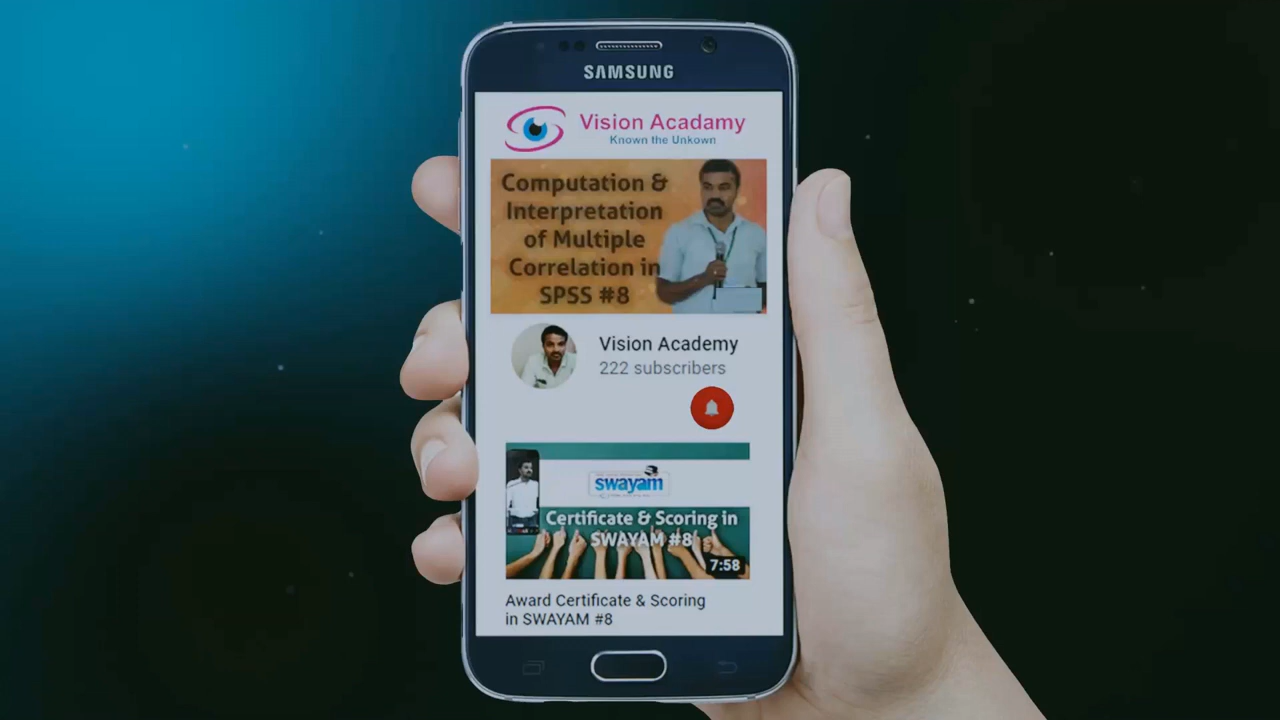 SAMSUNG
Vision Acadamy
Known the Unkown
Computation &
Interpretation
of Multiple
Correlation in
SPSS #8
Vision Academy
222 subscribers
swayam
Certificate & Scoring in
SWAYAM #8
7:58
Award Certificate & Scoring
in SWAYAM #8